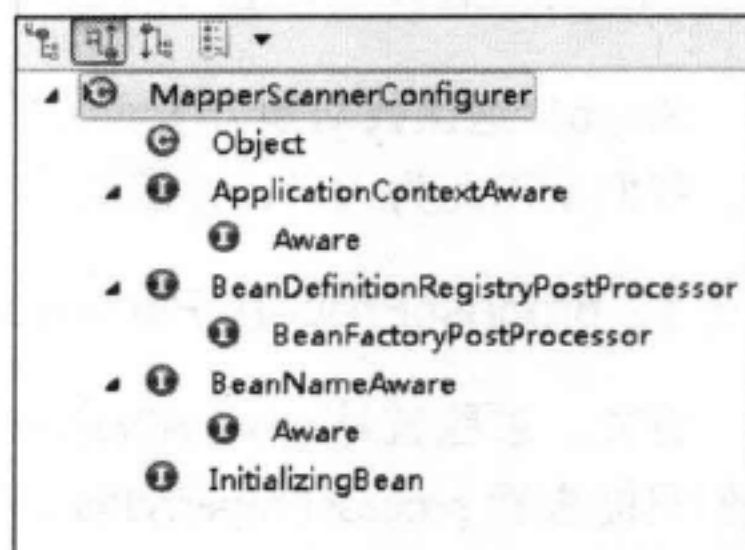 MapperScannerConfigurer
Object
ApplicationContextAware
Aware
BeanDefinitionRegistryPostProcessor
BeanFactoryPostProcessor
BeanNameAware
Aware
InitializingBean